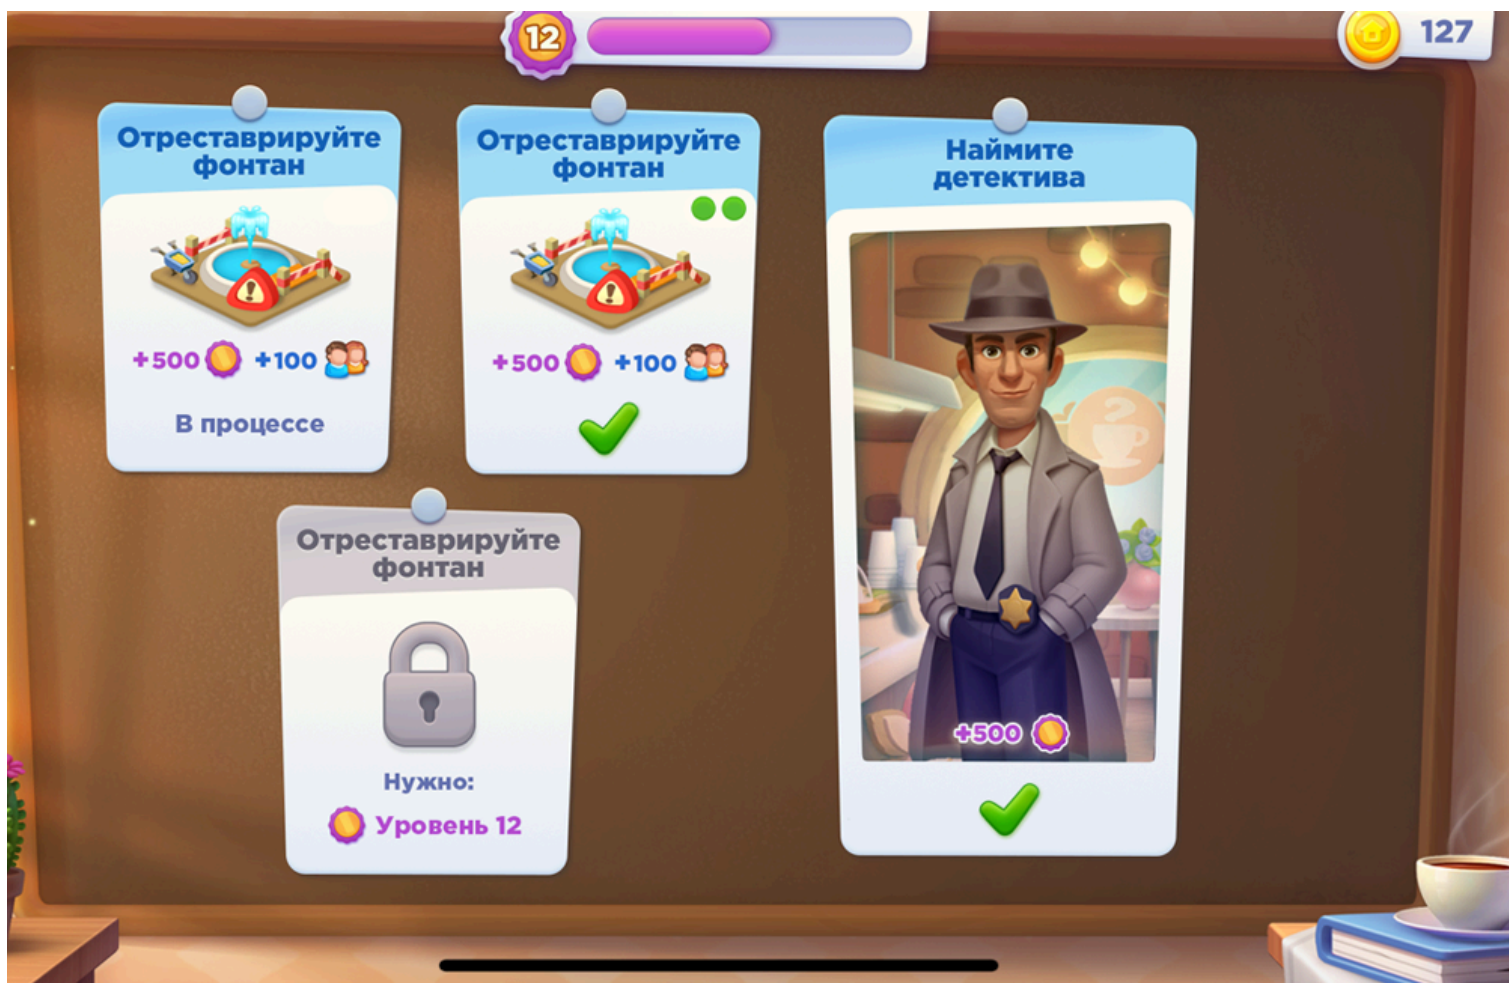 12
127
Отреставрируйте
фонтан
+500 +100
В процессе
Отреставрируйте
фонтан
+500 +100
Наймите
детектива
+500
Отреставрируйте
фонтан
Нужно:
Уровень 12